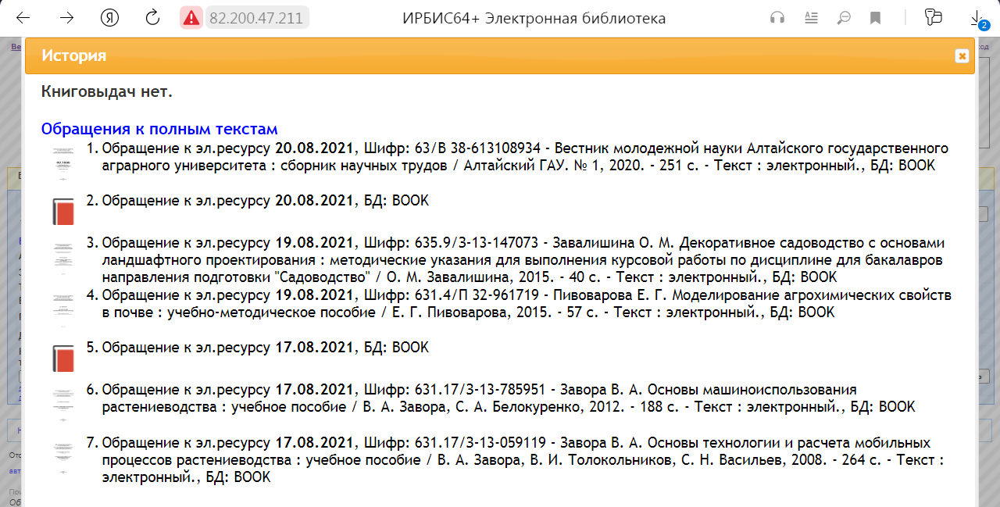 82.200.47.211
ИРБИС64+ Электронная библиотека
2
История
Книговыдач нет.
Обращения к полным текстам
1. Обращение к эл.ресурсу 20.08.2021, Шифр: 63/В 38-613108934 - Вестник молодежной науки Алтайского государственного
аграрного университета : сборник научных трудов / Алтайский ГАУ. № 1, 2020. - 251 с. - Текст : электронный., БД: BOOK
2. Обращение к эл.ресурсу 20.08.2021, БД: BOOK
3. Обращение к эл.ресурсу 19.08.2021, Шифр: 635.9/З-13-147073 - Завалишина О. М. Декоративное садоводство с основами
ландшафтного проектирования : методические указания для выполнения курсовой работы по дисциплине для бакалавров
направления подготовки "Садоводство" / О. М. Завалишина, 2015. - 40 с. - Текст : электронный., БД: BOOK
4. Обращение к эл.ресурсу 19.08.2021, Шифр: 631.4/П 32-961719 - Пивоварова Е. Г. Моделирование агрохимических свойств
в почве : учебно-методическое пособие / Е. Г. Пивоварова, 2015. - 57 с. - Текст : электронный., БД: BOOK
5. Обращение к эл.ресурсу 17.08.2021, БД: BOOK
6. Обращение к эл.ресурсу 17.08.2021, Шифр: 631.17/З-13-785951 - Завора В. А. Основы машиноиспользования
растениеводства : учебное пособие / В. А. Завора, С. А. Белокуренко, 2012. - 188 с. - Текст : электронный., БД: BOOK
7. Обращение к эл.ресурсу 17.08.2021, Шифр: 631.17/З-13-059119 - Завора В. А. Основы технологии и расчета мобильных
процессов растениеводства : учебное пособие / В. А. Завора, В. И. Толокольников, С. Н. Васильев, 2008. - 264 с. - Текст :
электронный., БД: BOOK